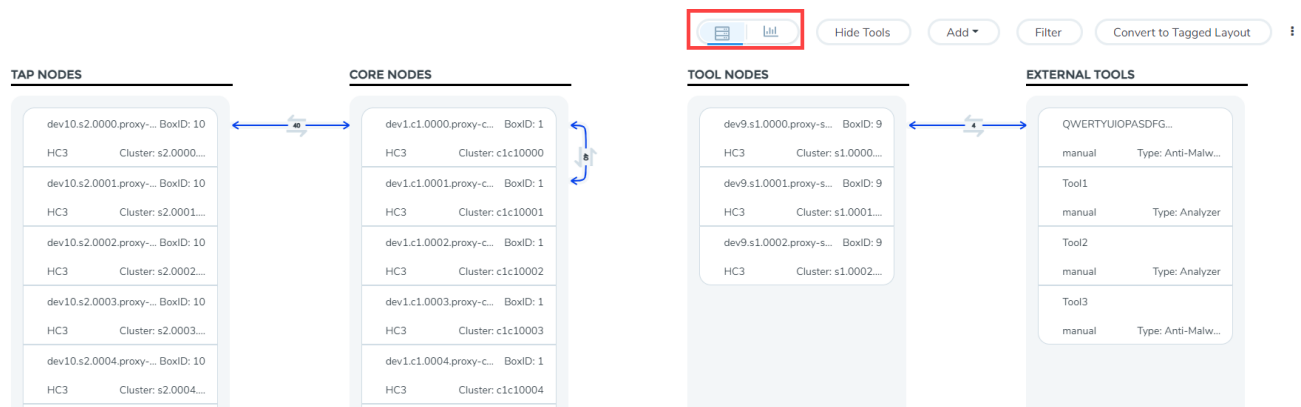 Hide Tools
Add
Filter
Convert to Tagged Layout
TAP NODES
dev10.s2.0000.proxy-... BoxID: 10
HC3 Cluster: s2.0000....
dev10.s2.0001.proxy-... BoxID: 10
HC3 Cluster: s2.0001....
dev10.s2.0002.proxy-... BoxID: 10
HC3 Cluster: s2.0002....
dev10.s2.0003.proxy-... BoxID: 10
HC3 Cluster: s2.0003....
dev10.s2.0004.proxy-... BoxID: 10
HC3 Cluster: s2.0004....
40
CORE NODES
dev1.c1.0000.proxy-c... BoxID: 1
HC3 Cluster: c1c10000
dev1.c1.0001.proxy-c... BoxID: 1
HC3 Cluster: c1c10001
dev1.c1.0002.proxy-c... BoxID: 1
HC3 Cluster: c1c10002
dev1.c1.0003.proxy-c... BoxID: 1
HC3 Cluster: c1c10003
dev1.c1.0004.proxy-c... BoxID: 1
HC3 Cluster: c1c10004
TOOL NODES
dev9.s1.0000.proxy-s... BoxID: 9
HC3 Cluster: s1.0000....
dev9.s1.0001.proxy-s... BoxID: 9
HC3 Cluster: s1.0001....
dev9.s1.0002.proxy-s... BoxID: 9
HC3 Cluster: s1.0002....
4
EXTERNAL TOOLS
QWERTYUIOPASDFG...
manual Type: Anti-Malw...
Tool1
manual Type: Analyzer
Tool2
manual Type: Analyzer
Tool3
manual Type: Anti-Malw...